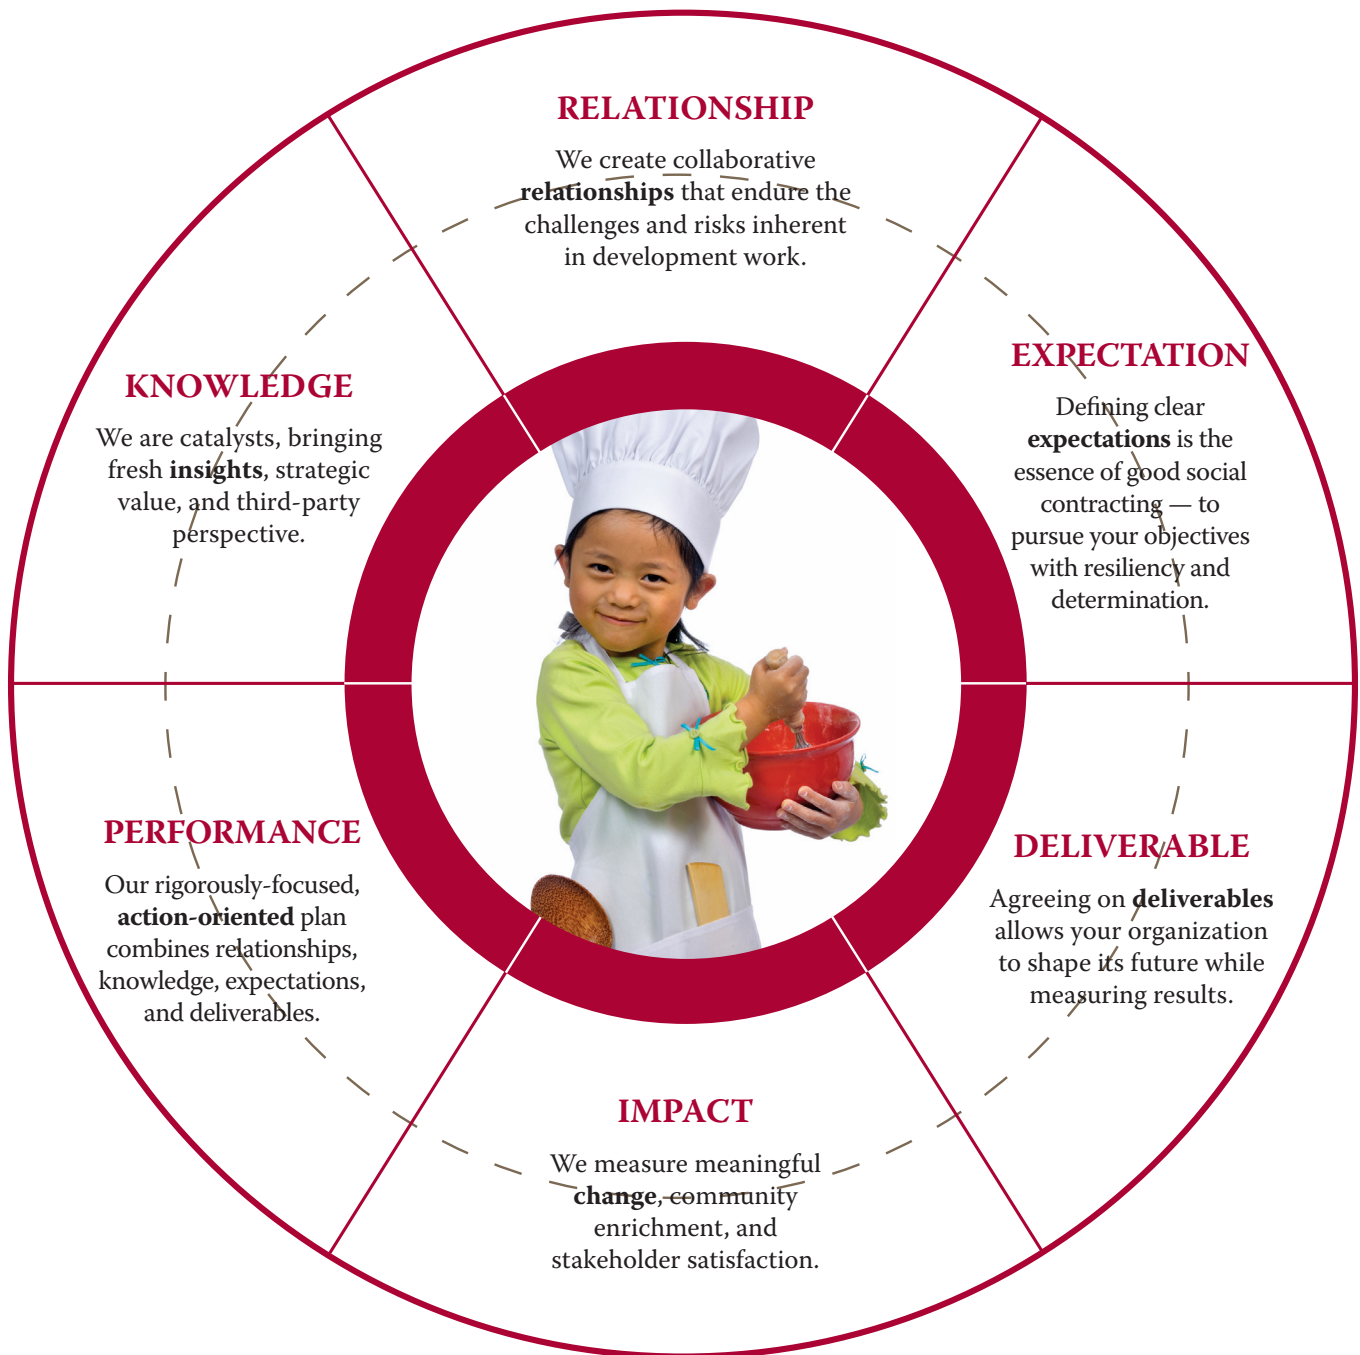 RELATIONSHIP
We create collaborative
relationships that endure the
challenges and risks inherent
in development work.
EXPECTATION
Defining clear
expectations is the
essence of good social
contracting — to
pursue your objectives
with resiliency and
determination.
DELIVERABLE
Agreeing on deliverables
allows your organization
to shape its future while
measuring results.
IMPACT
We measure meaningful
change, community
enrichment, and
stakeholder satisfaction.
PERFORMANCE
Our rigorously-focused,
action-oriented plan
combines relationships,
knowledge, expectations,
and deliverables.
KNOWLEDGE
We are catalysts, bringing
fresh insights, strategic
value, and third-party
perspective.